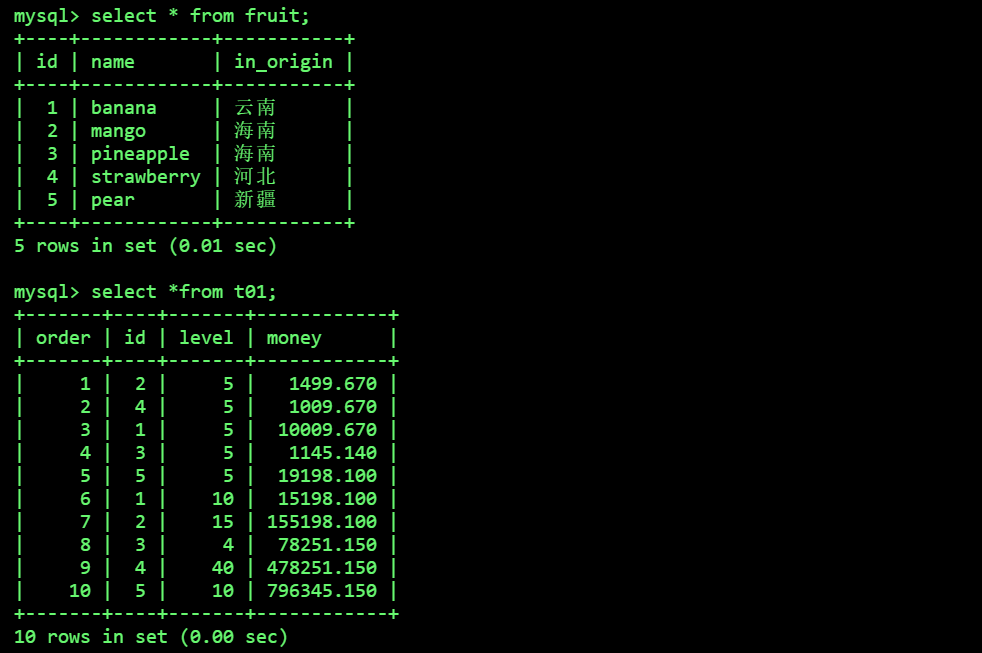 mysql> select * from fruit;
+----+------------+-----------+
| id | name       | in_origin |
+----+------------+-----------+
|  1 | banana     | 云南      |
|  2 | mango      | 海南      |
|  3 | pineapple  | 海南      |
|  4 | strawberry | 河北      |
|  5 | pear       | 新疆      |
+----+------------+-----------+
5 rows in set (0.01 sec)

mysql> select *from t01;
+-------+----+-------+------------+
| order | id | level | money      |
+-------+----+-------+------------+
|     1 |  2 |     5 |   1499.670 |
|     2 |  4 |     5 |   1009.670 |
|     3 |  1 |     5 |  10009.670 |
|     4 |  3 |     5 |   1145.140 |
|     5 |  5 |     5 |  19198.100 |
|     6 |  1 |    10 |  15198.100 |
|     7 |  2 |    15 | 155198.100 |
|     8 |  3 |     4 |  78251.150 |
|     9 |  4 |    40 | 478251.150 |
|    10 |  5 |    10 | 796345.150 |
+-------+----+-------+------------+
10 rows in set (0.00 sec)